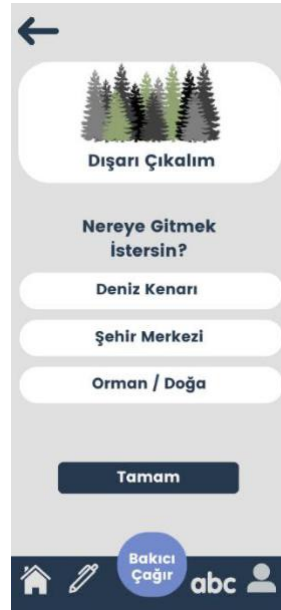 Dışarı Çıkalım
Nereye Gitmek
İstersin?
Deniz Kenarı
Şehir Merkezi
Orman / Doğa
Tamam
Bakıcı
Çağır
abc